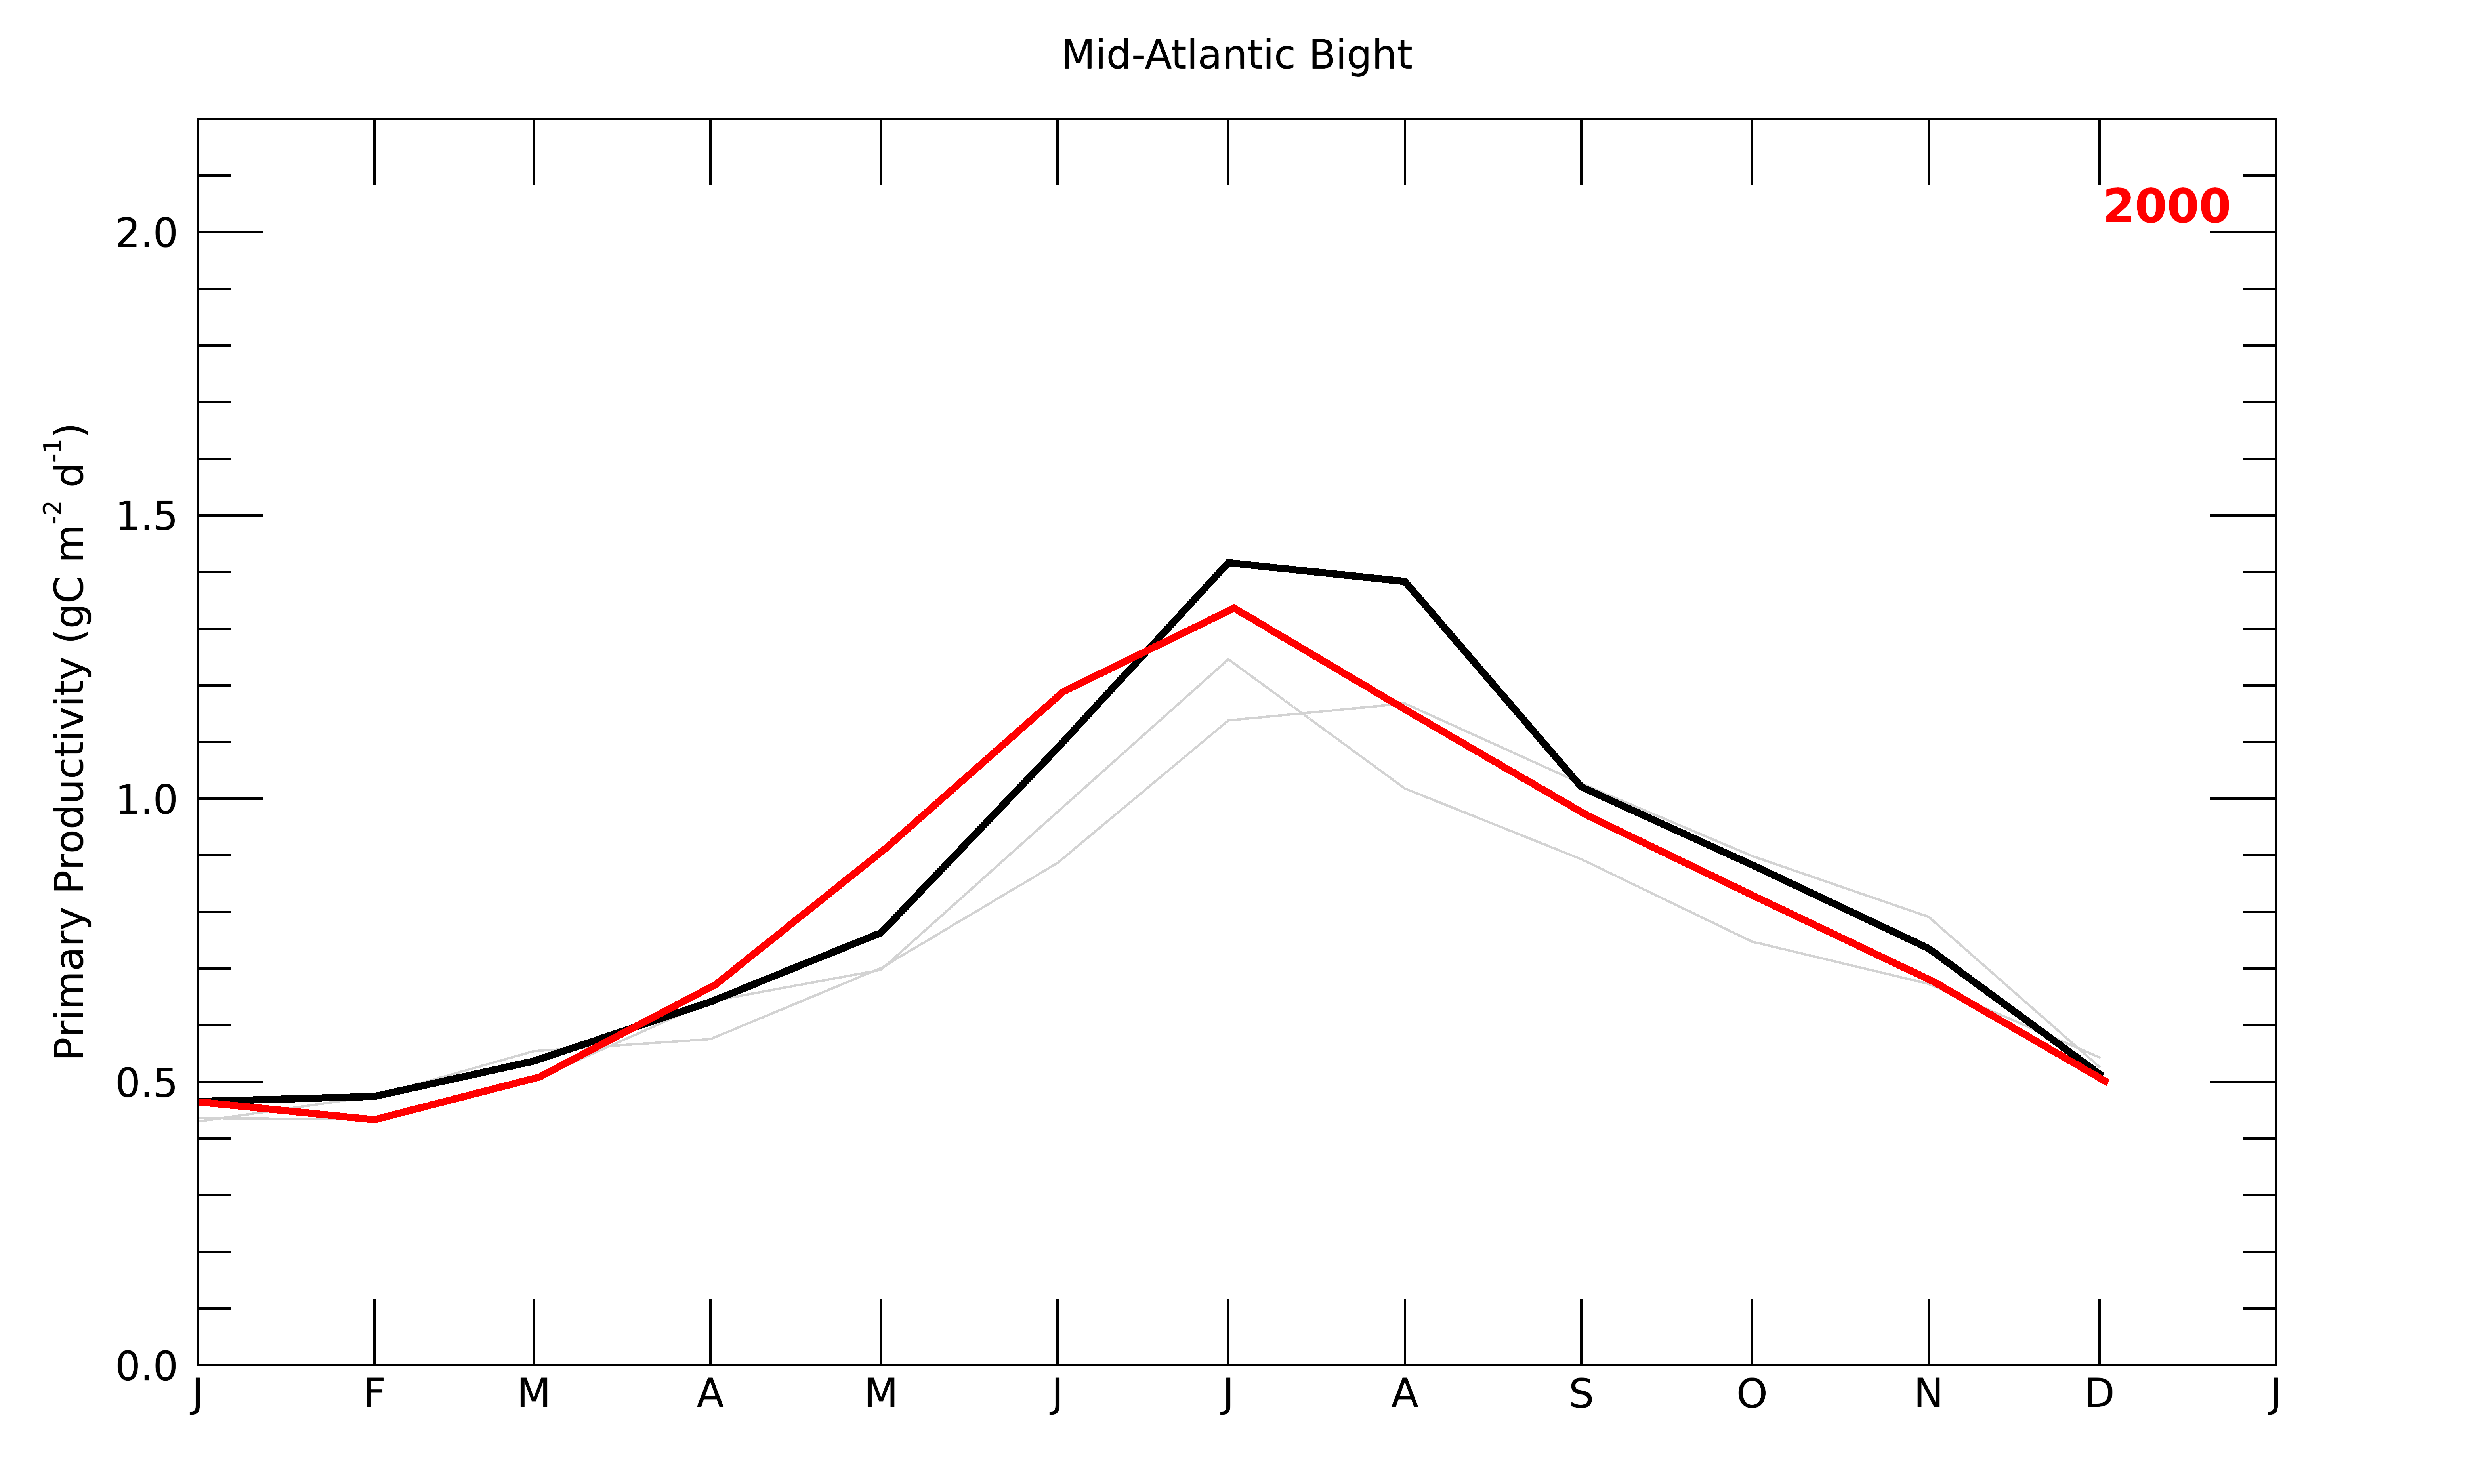 Mid-Atlantic Bight
2000
Primary Productivity (gC m⁻² d⁻¹)
2.0
1.5
1.0
0.5
0.0
J F M A M J J A S O N D J